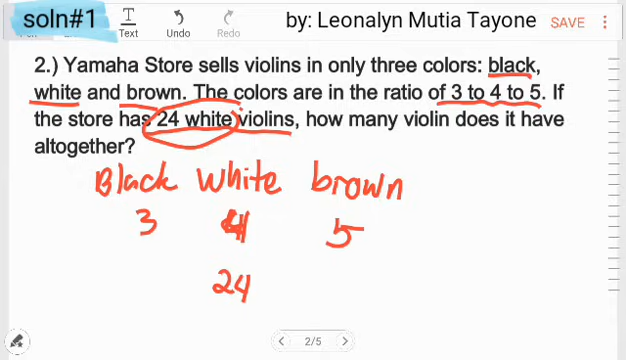 soln#1
by: Leonalyn Mutia Tayone
Text Undo Redo SAVE
2.) Yamaha Store sells violins in only three colors: black,
white and brown. The colors are in the ratio of 3 to 4 to 5. If
the store has 24 white violins, how many violin does it have
altogether?
Black white brown
3 4 5
24
2/5